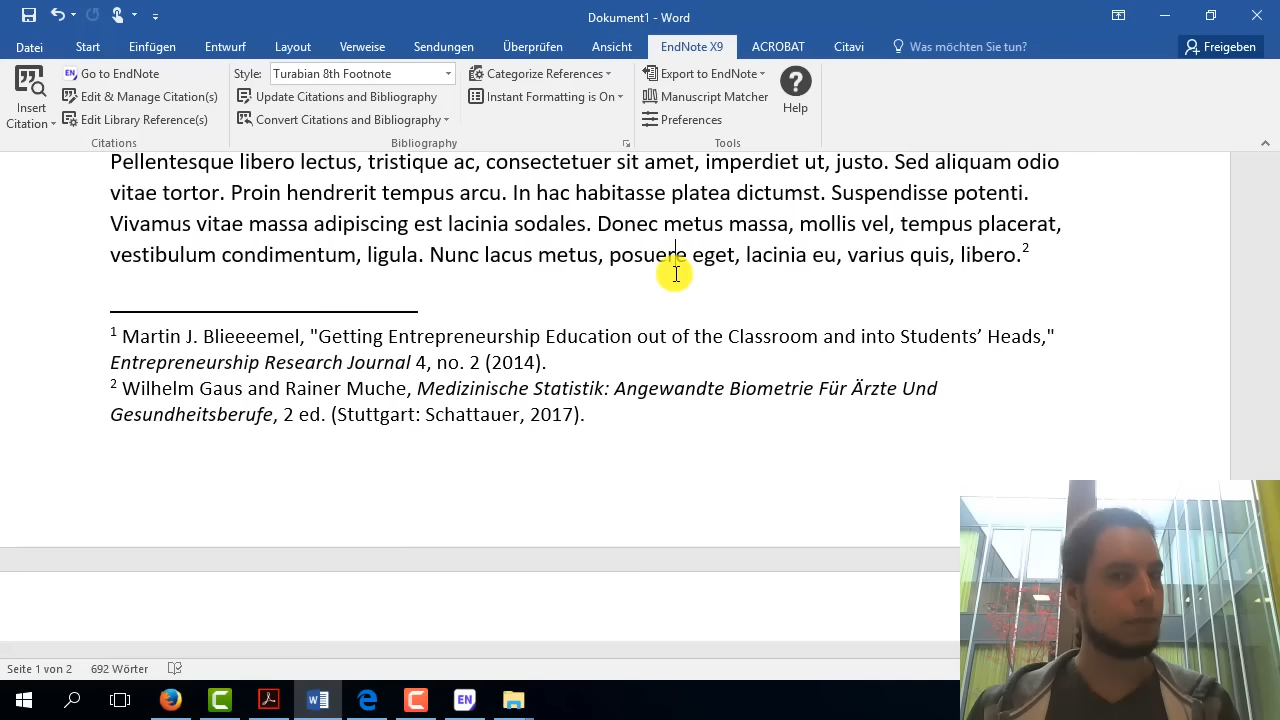 Dokument1 - Word
Datei Start Einfügen Entwurf Layout Verweise Sendungen Überprüfen Ansicht EndNote X9 ACROBAT Citavi Was möchten Sie tun? Freigeben
EN Go to EndNote Style: Turabian 8th Footnote Categorize References Export to EndNote
Insert Citation Edit & Manage Citation(s) Update Citations and Bibliography Instant Formatting is On Manuscript Matcher Help
Edit Library Reference(s) Convert Citations and Bibliography Preferences
Citations Bibliography Tools
Pellentesque libero lectus, tristique ac, consectetuer sit amet, imperdiet ut, justo. Sed aliquam odio
vitae tortor. Proin hendrerit tempus arcu. In hac habitasse platea dictumst. Suspendisse potenti.
Vivamus vitae massa adipiscing est lacinia sodales. Donec metus massa, mollis vel, tempus placerat,
vestibulum condimentum, ligula. Nunc lacus metus, posuere eget, lacinia eu, varius quis, libero.2
1 Martin J. Blieeeemel, "Getting Entrepreneurship Education out of the Classroom and into Students’ Heads,"
Entrepreneurship Research Journal 4, no. 2 (2014).
2 Wilhelm Gaus and Rainer Muche, Medizinische Statistik: Angewandte Biometrie Für Ärzte Und
Gesundheitsberufe, 2 ed. (Stuttgart: Schattauer, 2017).
Seite 1 von 2 692 Wörter
EN